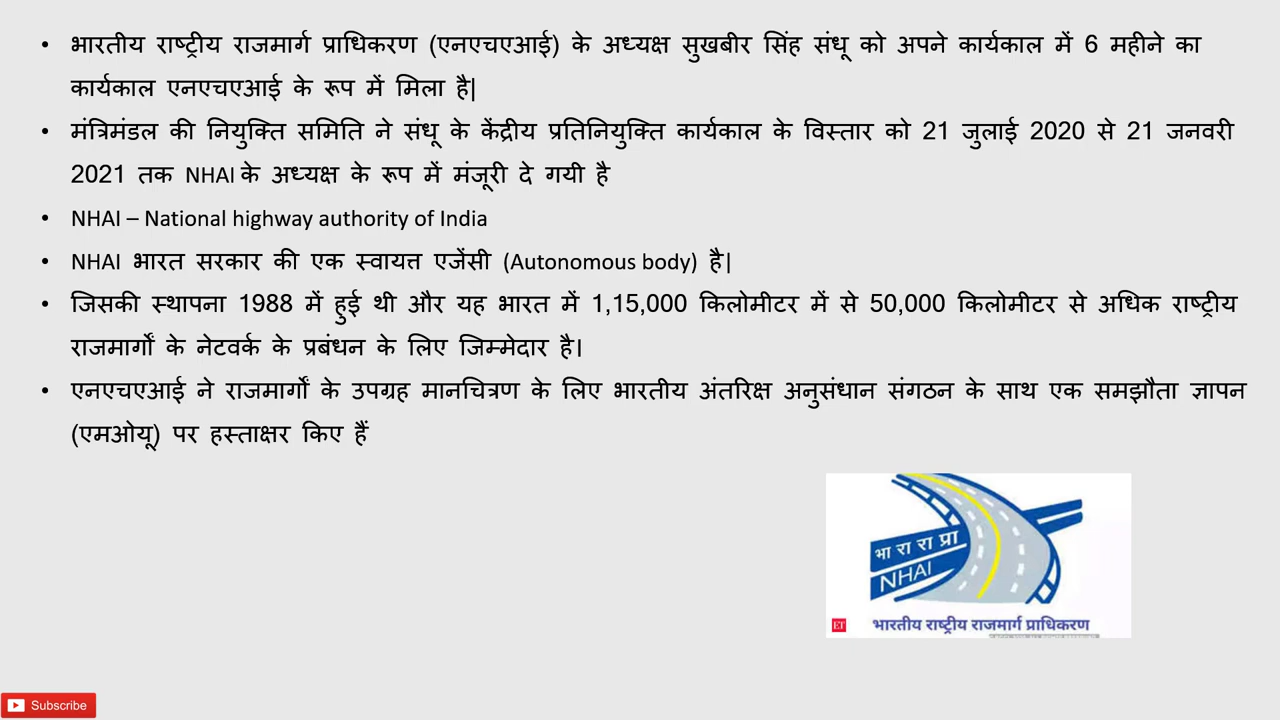 • भारतीय राष्ट्रीय राजमार्ग प्राधिकरण (एनएचएआई) के अध्यक्ष सुखबीर सिंह संधू को अपने कार्यकाल में 6 महीने का
कार्यकाल एनएचएआई के रूप में मिला है|
• मंत्रिमंडल की नियुक्ति समिति ने संधू के केंद्रीय प्रतिनियुक्ति कार्यकाल के विस्तार को 21 जुलाई 2020 से 21 जनवरी
2021 तक NHAI के अध्यक्ष के रूप में मंजूरी दे गयी है
• NHAI – National highway authority of India
• NHAI भारत सरकार की एक स्वायत्त एजेंसी (Autonomous body) है|
• जिसकी स्थापना 1988 में हुई थी और यह भारत में 1,15,000 किलोमीटर में से 50,000 किलोमीटर से अधिक राष्ट्रीय
राजमार्गों के नेटवर्क के प्रबंधन के लिए जिम्मेदार है।
• एनएचएआई ने राजमार्गों के उपग्रह मानचित्रण के लिए भारतीय अंतरिक्ष अनुसंधान संगठन के साथ एक समझौता ज्ञापन
(एमओयू) पर हस्ताक्षर किए हैं
भा रा रा प्रा
NHAI
ET भारतीय राष्ट्रीय राजमार्ग प्राधिकरण
Subscribe